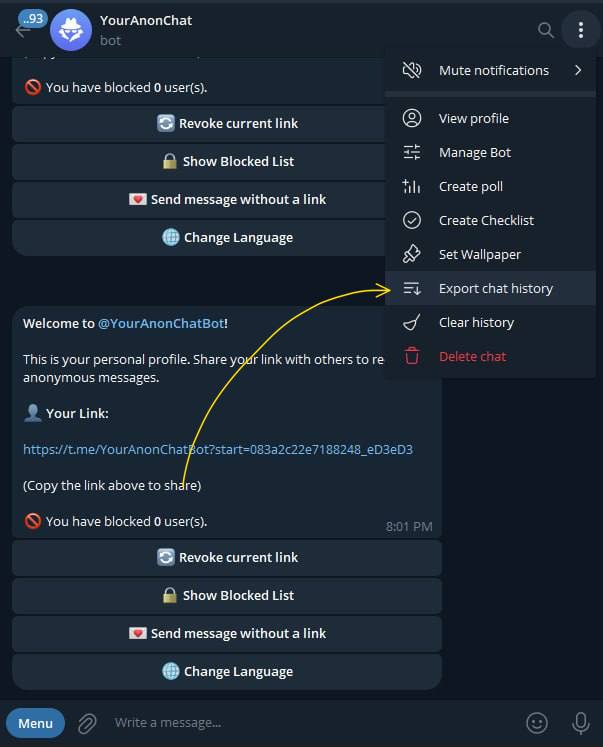 ..93
YourAnonChat
bot
🚫 You have blocked 0 user(s).
🔄 Revoke current link
🔒 Show Blocked List
💌 Send message without a link
🌐 Change Language
Mute notifications
View profile
Manage Bot
Create poll
Create Checklist
Set Wallpaper
Export chat history
Clear history
Delete chat
Welcome to @YourAnonChatBot!
This is your personal profile. Share your link with others to re
anonymous messages.
👤 Your Link:
https://t.me/YourAnonChatBot?start=083a2c22e7188248_eD3eD3
(Copy the link above to share)
🚫 You have blocked 0 user(s).
8:01 PM
🔄 Revoke current link
🔒 Show Blocked List
💌 Send message without a link
🌐 Change Language
Menu
Write a message...